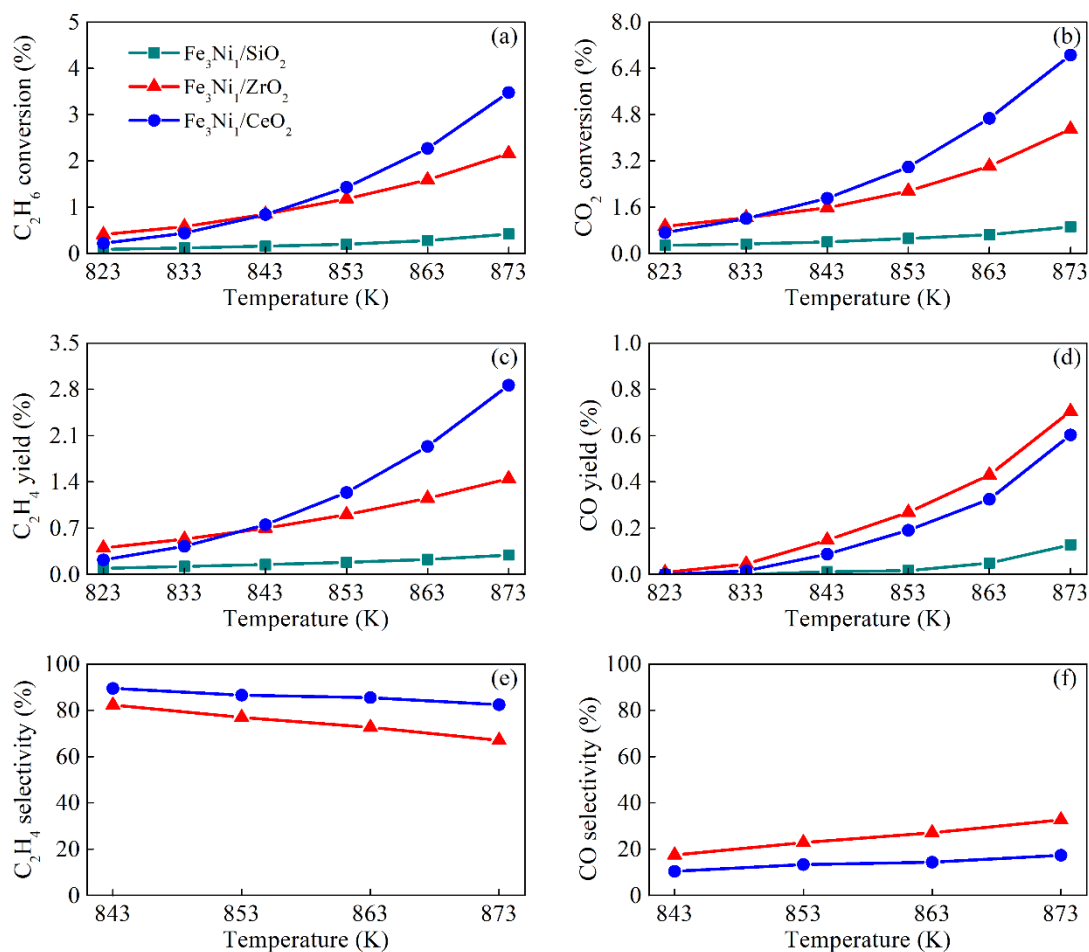 (a)
Fe₃Ni₁/SiO₂
Fe₃Ni₁/ZrO₂
Fe₃Ni₁/CeO₂
5
4
3
2
1
0
C₂H₆ conversion (%)
823 833 843 853 863 873
Temperature (K)
(b)
8.0
6.4
4.8
3.2
1.6
0.0
CO₂ conversion (%)
823 833 843 853 863 873
Temperature (K)
(c)
3.5
2.8
2.1
1.4
0.7
0.0
C₂H₄ yield (%)
823 833 843 853 863 873
Temperature (K)
(d)
1.0
0.8
0.6
0.4
0.2
0.0
CO yield (%)
823 833 843 853 863 873
Temperature (K)
(e)
100
80
60
40
20
0
C₂H₄ selectivity (%)
843 853 863 873
Temperature (K)
(f)
100
80
60
40
20
0
CO selectivity (%)
843 853 863 873
Temperature (K)